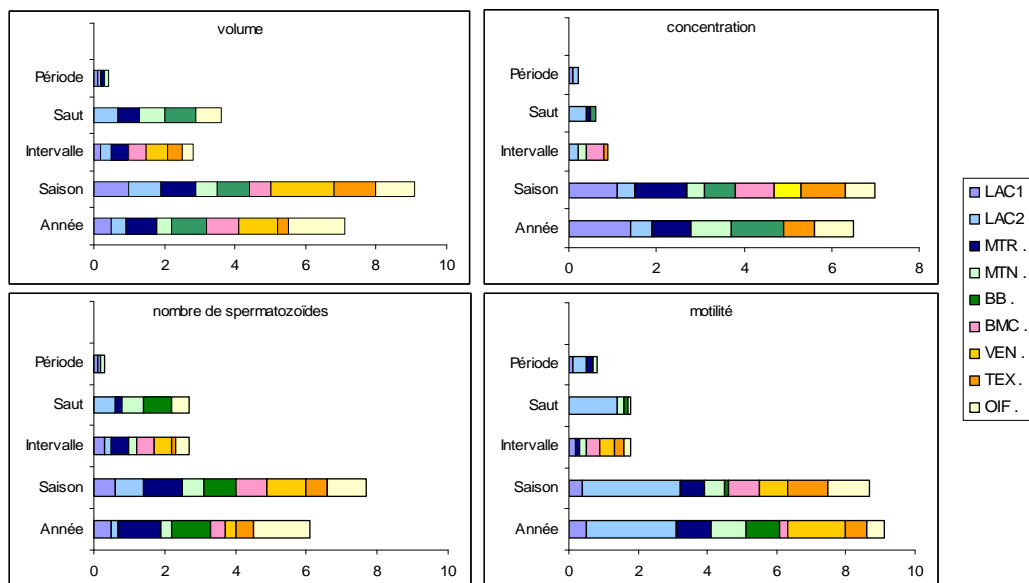 volume
Période
Saut
Intervalle
Saison
Année
0 2 4 6 8 10
concentration
Période
Saut
Intervalle
Saison
Année
0 2 4 6 8
nombre de spermatozoïdes
Période
Saut
Intervalle
Saison
Année
0 2 4 6 8 10
motilité
Période
Saut
Intervalle
Saison
Année
0 2 4 6 8 10
LAC1
LAC2
MTR .
MTN .
BB .
BMC .
VEN .
TEX .
OIF .